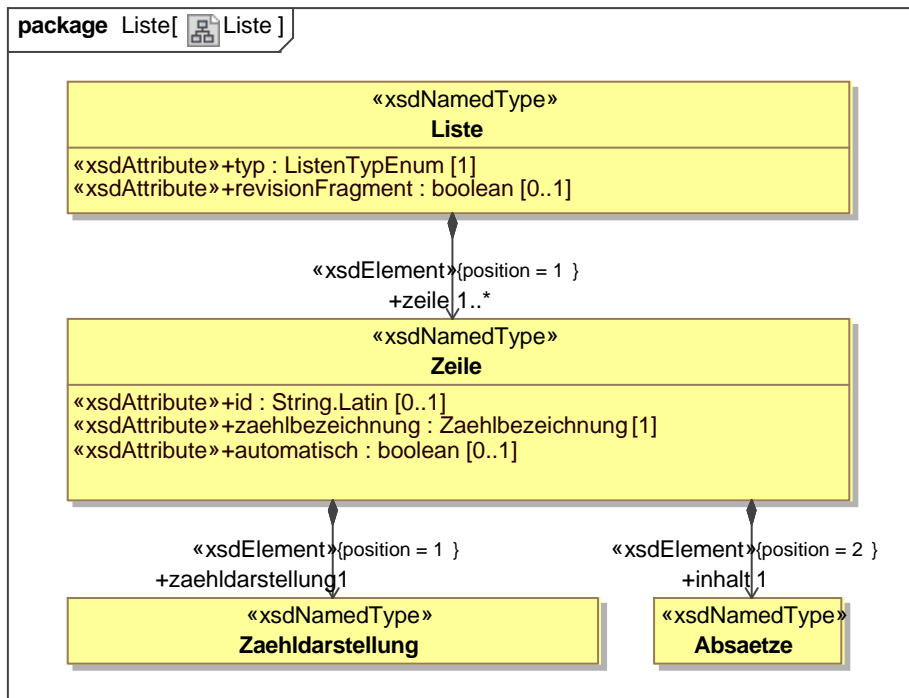 package Liste[ Liste ]
«xsdNamedType»
Liste
«xsdAttribute»+typ : ListenTypEnum [1]
«xsdAttribute»+revisionFragment : boolean [0..1]
«xsdElement»{position = 1 }
+zeile 1..*
«xsdNamedType»
Zeile
«xsdAttribute»+id : String.Latin [0..1]
«xsdAttribute»+zaehlbezeichnung : Zaehlbezeichnung [1]
«xsdAttribute»+automatisch : boolean [0..1]
«xsdElement»{position = 1 }
+zaehldarstellung 1
«xsdElement»{position = 2 }
+inhalt 1
«xsdNamedType»
Zaehldarstellung
«xsdNamedType»
Absaetze